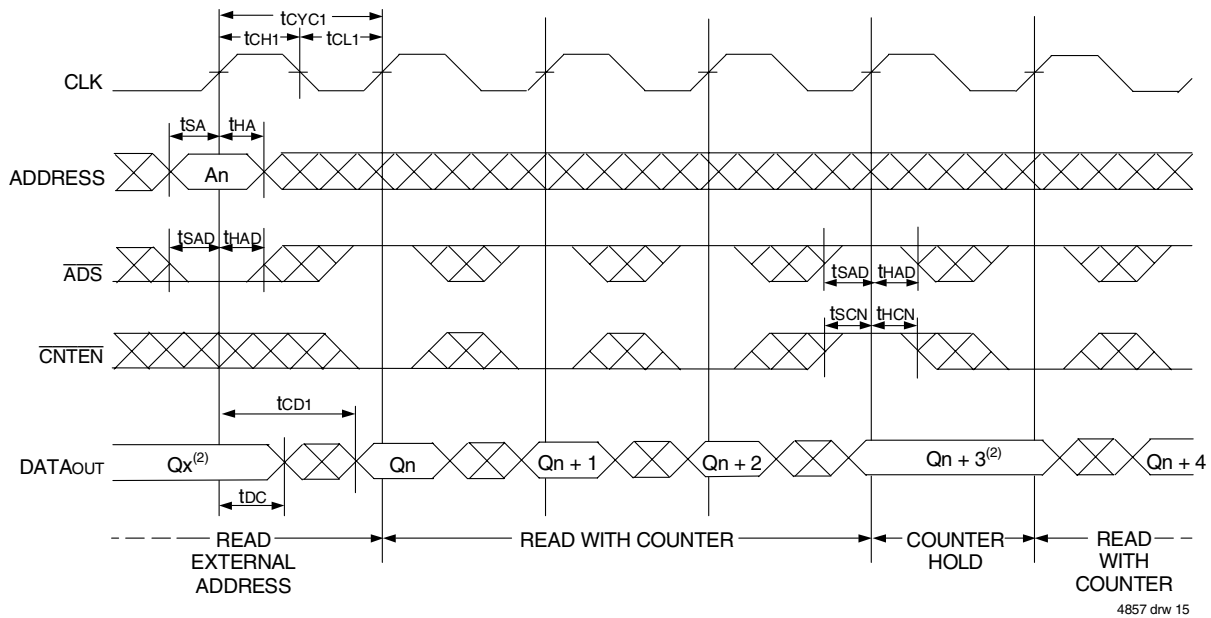 tCYC1
tCH1 tCL1
CLK
tSA tHA
ADDRESS An
tSAD tHAD
ADS
tSAD tHAD
tSCN tHCN
CNTEN
tCD1
DATAOUT Qx(2) Qn Qn + 1 Qn + 2 Qn + 3(2) Qn + 4
tDC
READ EXTERNAL ADDRESS
READ WITH COUNTER
COUNTER HOLD
READ WITH COUNTER
4857 drw 15